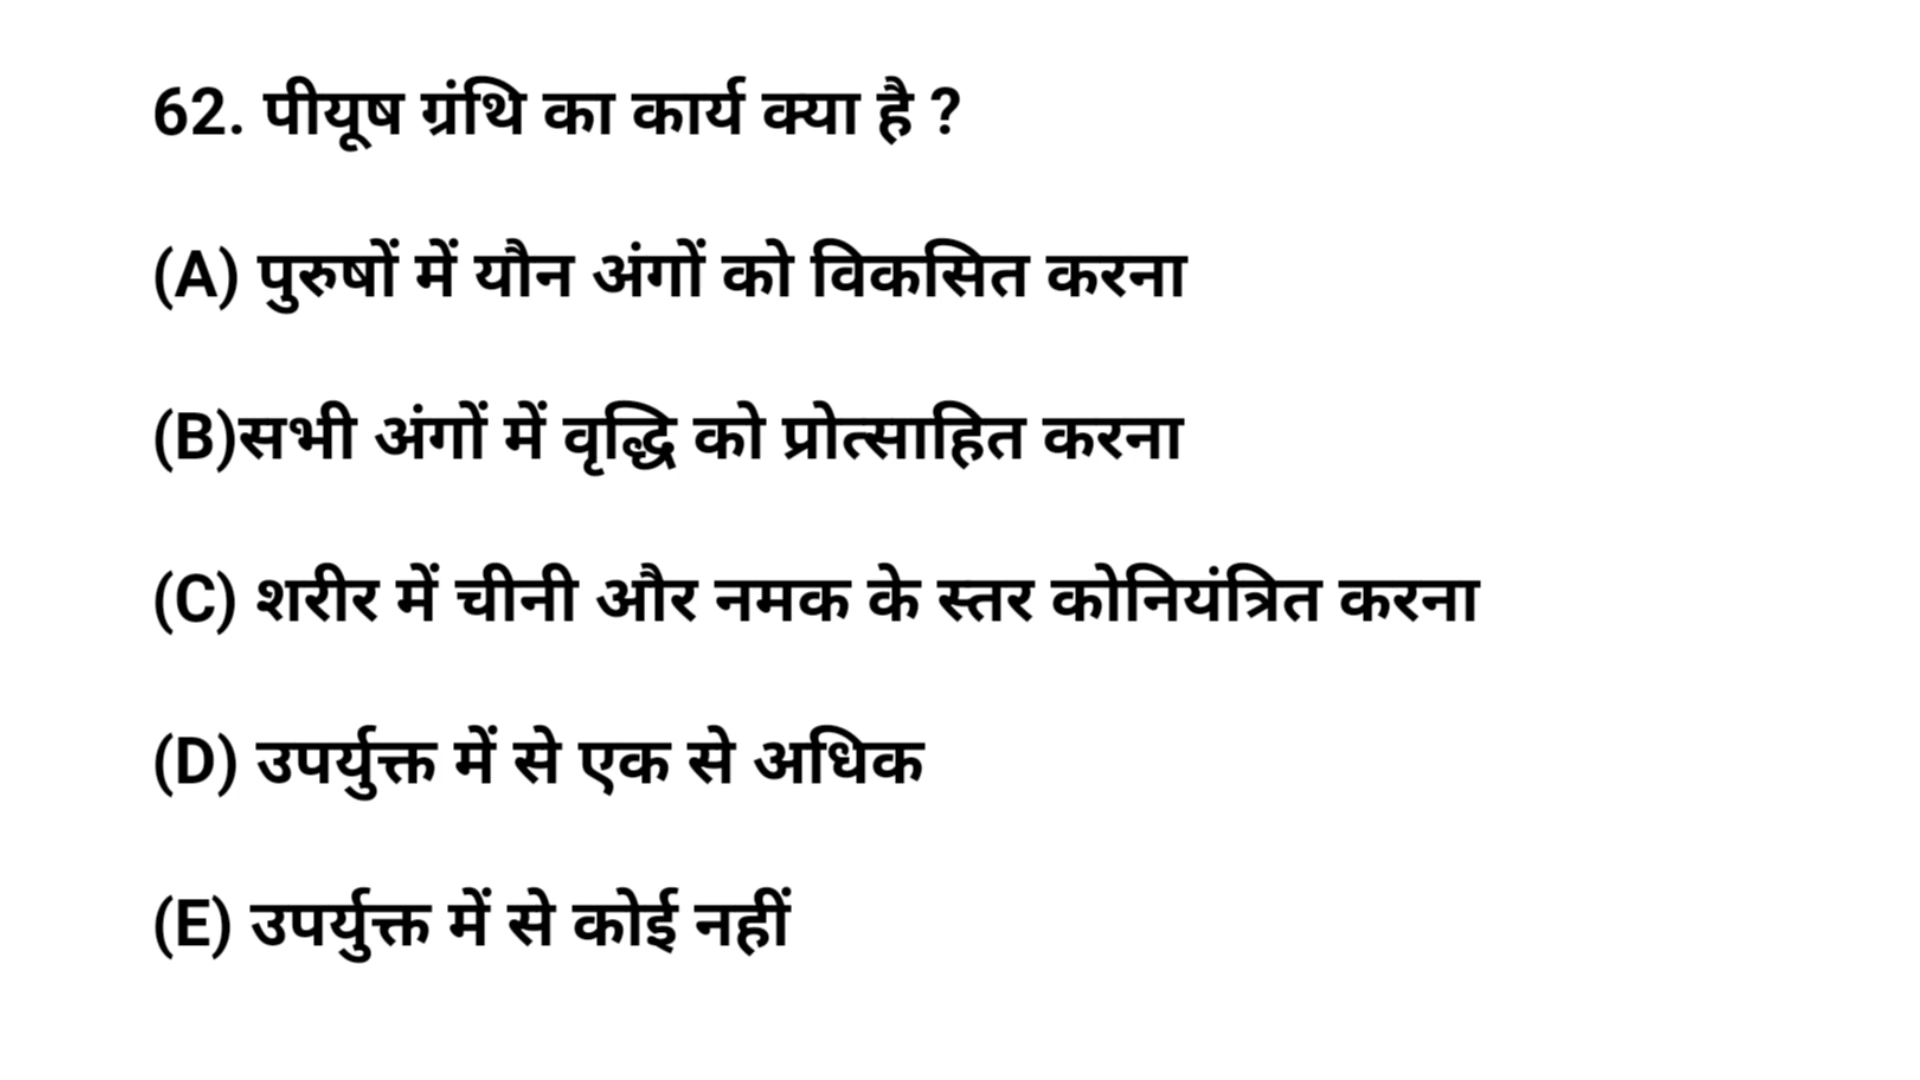 62. पीयूष ग्रंथि का कार्य क्या है ?
(A) पुरुषों में यौन अंगों को विकसित करना
(B)सभी अंगों में वृद्धि को प्रोत्साहित करना
(C) शरीर में चीनी और नमक के स्तर कोनियंत्रित करना
(D) उपर्युक्त में से एक से अधिक
(E) उपर्युक्त में से कोई नहीं